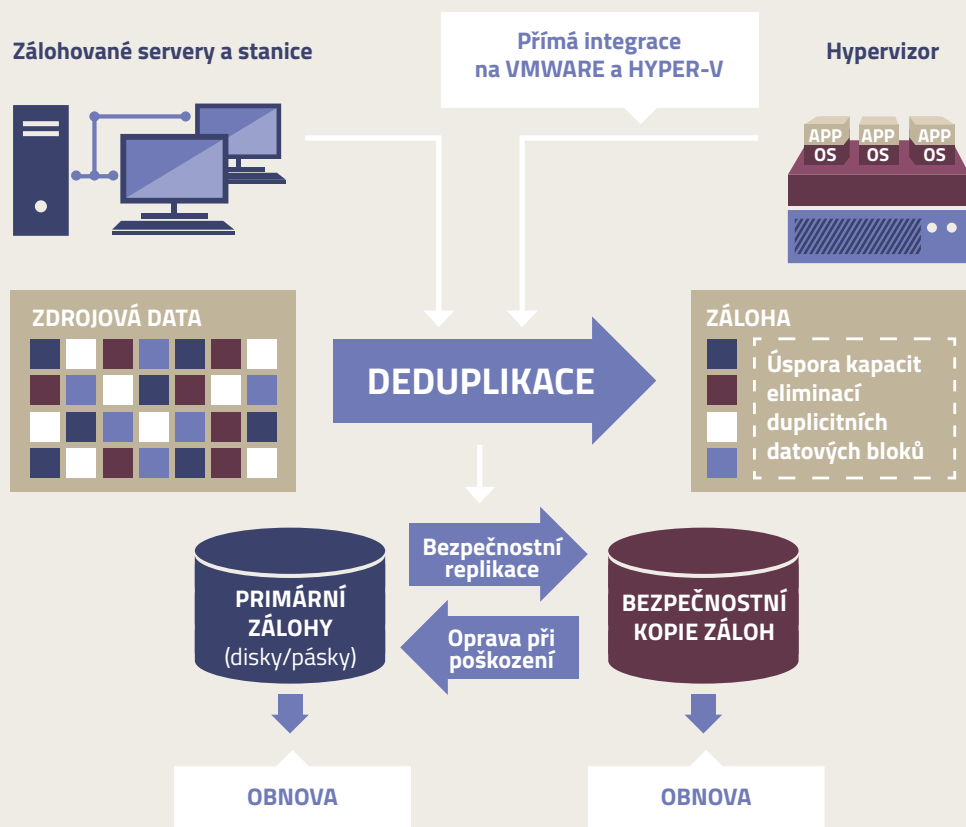 Zálohované servery a stanice
Přímá integrace
na VMWARE a HYPER-V
Hypervizor
APP APP APP
OS OS OS
ZDROJOVÁ DATA
DEDUPLIKACE
ZÁLOHA
Úspora kapacit
eliminací
duplicitních
datových bloků
Bezpečnostní
replikace
PRIMÁRNÍ
ZÁLOHY
(disky/pásky)
Oprava při
poškození
BEZPEČNOSTNÍ
KOPIE ZÁLOH
OBNOVA
OBNOVA